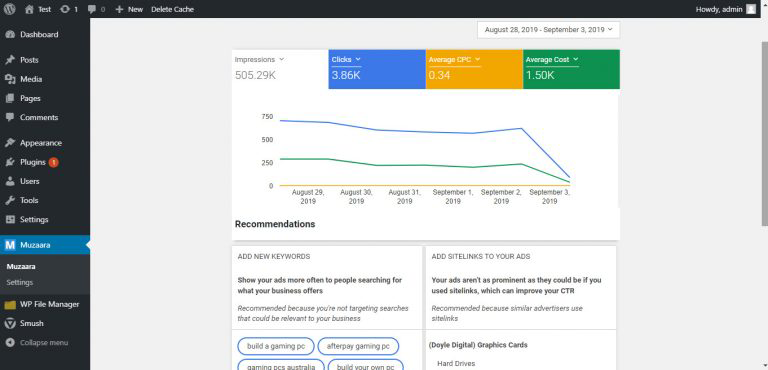 Test 1 0 New Delete Cache Howdy, admin
Dashboard
Posts
Media
Pages
Comments
Appearance
Plugins 1
Users
Tools
Settings
M Muzaara
Muzaara
Settings
WP File Manager
Smush
Collapse menu
August 28, 2019 - September 3, 2019
Impressions
505.29K
Clicks
3.86K
Average CPC
0.34
Average Cost
1.50K
750
500
250
0
August 29,
2019
August 30,
2019
August 31,
2019
September 1,
2019
September 2,
2019
September 3,
2019
Recommendations
ADD NEW KEYWORDS
Show your ads more often to people searching for
what your business offers
Recommended because you're not targeting searches
that could be relevant to your business
build a gaming pc
afterpay gaming pc
gaming pcs australia
build your own pc
ADD SITELINKS TO YOUR ADS
Your ads aren't as prominent as they could be if you
used sitelinks, which can improve your CTR
Recommended because similar advertisers use
sitelinks
(Doyle Digital) Graphics Cards
Hard Drives